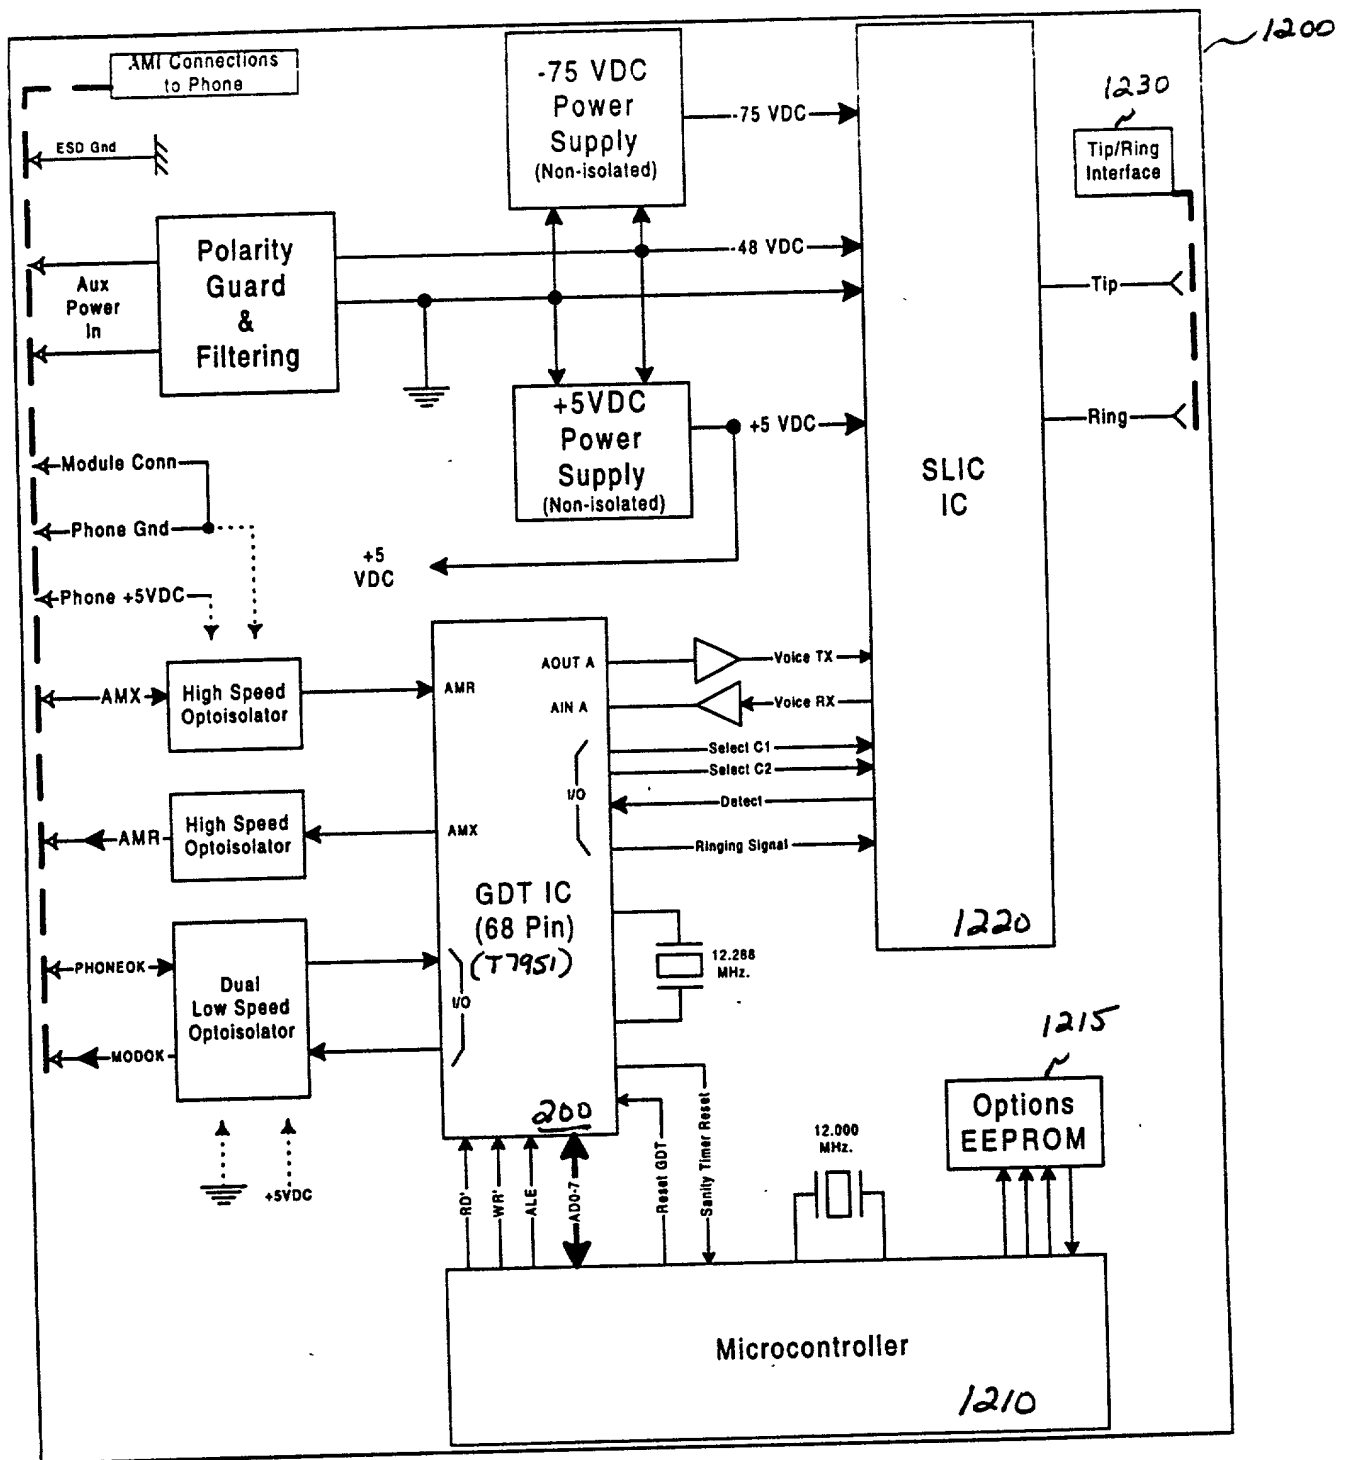 1200
AMI Connections
to Phone
-75 VDC
Power
Supply
(Non-isolated)
-75 VDC
1230
Tip/Ring
Interface
ESD Gnd
Polarity
Guard
&
Filtering
-48 VDC
Aux
Power
In
Tip
+5VDC
Power
Supply
(Non-isolated)
+5 VDC
Ring
SLIC
IC
Module Conn
Phone Gnd
+5
VDC
Phone +5VDC
AMX
High Speed
Optoisolator
AMR
AOUT A
Voice TX
AIN A
Voice RX
Select C1
Select C2
I/O
Detect
Ringing Signal
AMR
High Speed
Optoisolator
AMX
GDT IC
(68 Pin)
(T7951)
1220
12.288
MHz.
PHONEOK
Dual
Low Speed
Optoisolator
I/O
MODOK
1215
Options
EEPROM
200
+5VDC
RD'
WR'
ALE
AD0-7
Reset GDT
Sanity Timer Reset
12.000
MHz.
Microcontroller
1210